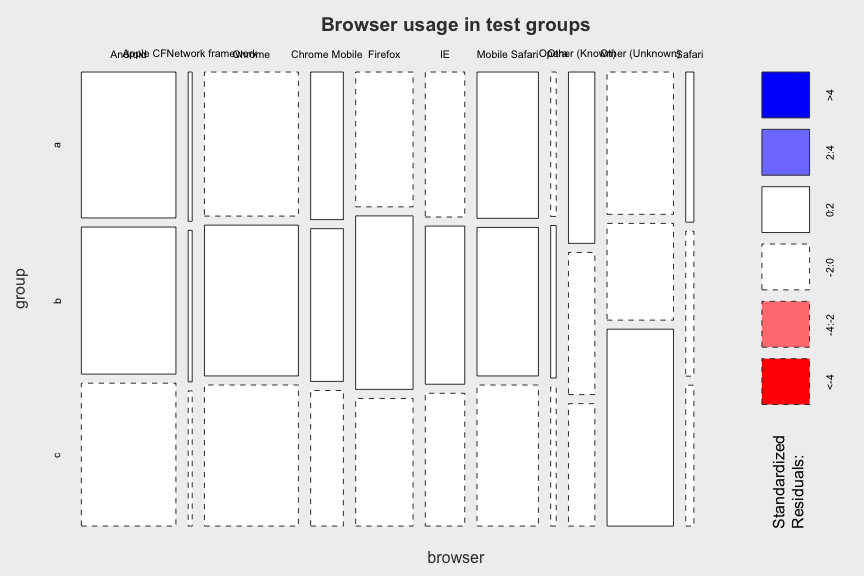 Browser usage in test groups
Android
Apple CFNetwork framework
Chrome
Chrome Mobile
Firefox
IE
Mobile Safari
Opera
Other (Known)
Other (Unknown)
Safari
a
b
c
group
browser
>4
2:4
0:2
-2:0
-4:-2
<-4
Standardized
Residuals: